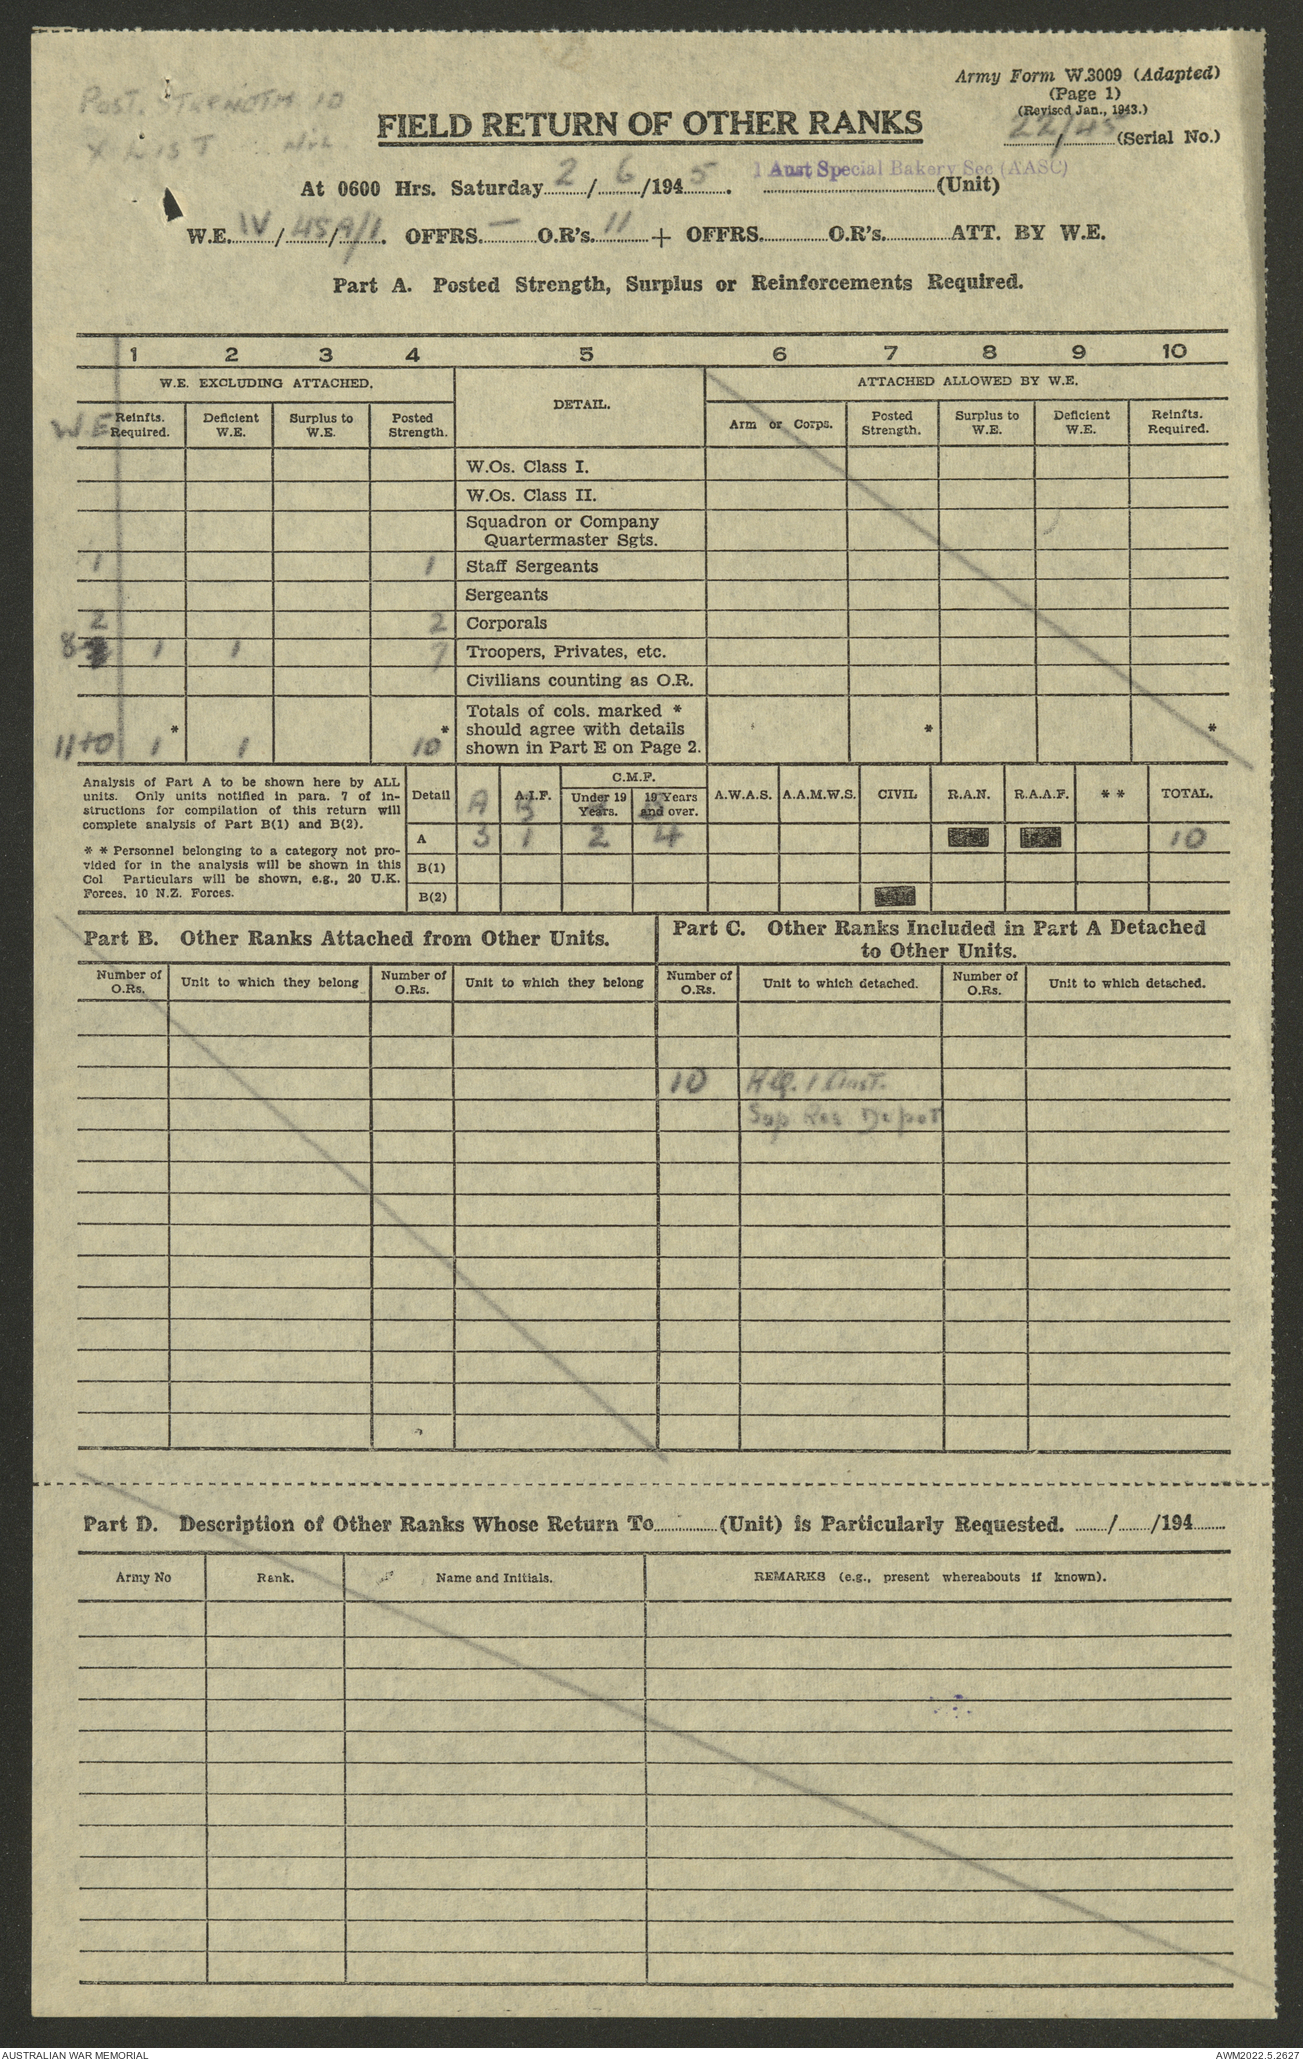 Army Form W.3009 (Adapted)
(Page 1)
(Revised Jan., 1943.)
22/45 (Serial No.)
POST. STRENGTH 10
X LIST NIL
FIELD RETURN OF OTHER RANKS
At 0600 Hrs. Saturday 2/6/1945. 1 Aust Special Bakery Sec (AASC) (Unit)
W.E. IV/459/1. OFFRS. — O.R's. 11 + OFFRS. O.R's. ATT. BY W.E.
Part A. Posted Strength, Surplus or Reinforcements Required.
1 2 3 4 5 6 7 8 9 10
W.E. EXCLUDING ATTACHED. DETAIL. ATTACHED ALLOWED BY W.E.
W.E. Reinfts. Required. Deficient W.E. Surplus to W.E. Posted Strength. Arm or Corps. Posted Strength. Surplus to W.E. Deficient W.E. Reinfts. Required.
W.Os. Class I.
W.Os. Class II.
Squadron or Company
Quartermaster Sgts.
1 1 Staff Sergeants
Sergeants
2 2 Corporals
8 1 1 7 Troopers, Privates, etc.
Civilians counting as O.R.
Totals of cols. marked *
* * should agree with details * *
11+0 1 1 10 shown in Part E on Page 2.
Analysis of Part A to be shown here by ALL
units. Only units notified in para. 7 of in-
structions for compilation of this return will
complete analysis of Part B(1) and B(2).
* * Personnel belonging to a category not pro-
vided for in the analysis will be shown in this
Col Particulars will be shown, e.g., 20 U.K.
Forces, 10 N.Z. Forces.
C.M.F.
Detail A A.I.F. B Under 19 Years. 19 Years and over. A.W.A.S. A.A.M.W.S. CIVIL R.A.N. R.A.A.F. * * TOTAL.
A 3 1 2 4 10
B(1)
B(2)
Part B. Other Ranks Attached from Other Units.
Part C. Other Ranks Included in Part A Detached
to Other Units.
Number of O.Rs. Unit to which they belong Number of O.Rs. Unit to which they belong Number of O.Rs. Unit to which detached. Number of O.Rs. Unit to which detached.
10 H.Q. 1 Aust.
Sup Res Depot
Part D. Description of Other Ranks Whose Return To (Unit) is Particularly Requested. / /194
Army No Rank. Name and Initials. REMARKS (e.g., present whereabouts if known).
AUSTRALIAN WAR MEMORIAL AWM2022.5.2627